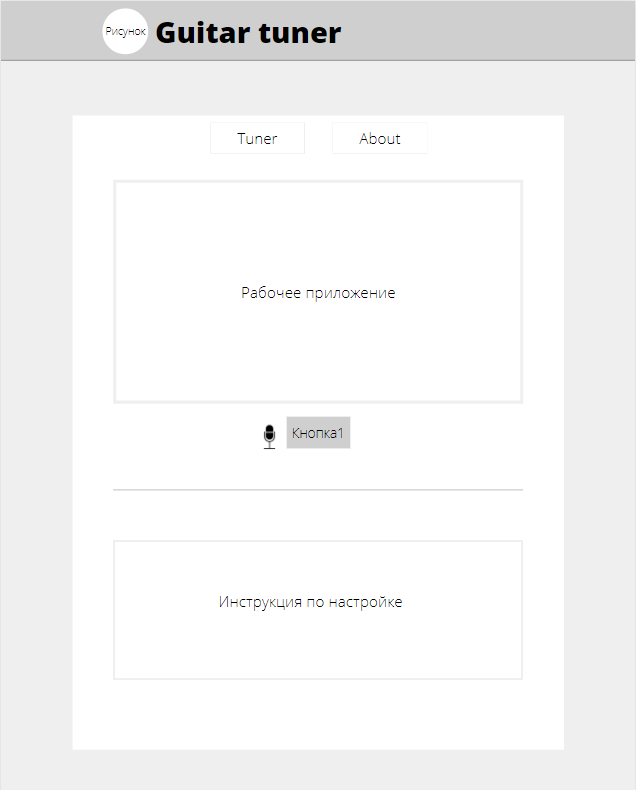 Рисунок
Guitar tuner
Tuner
About
Рабочее приложение
Кнопка1
Инструкция по настройке